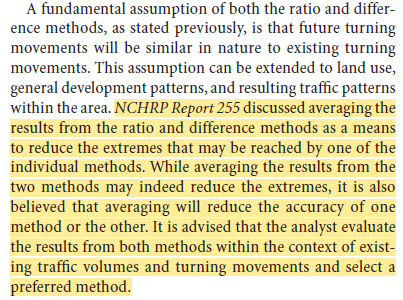 A fundamental assumption of both the ratio and differ-
ence methods, as stated previously, is that future turning
movements will be similar in nature to existing turning
movements. This assumption can be extended to land use,
general development patterns, and resulting traffic patterns
within the area. NCHRP Report 255 discussed averaging the
results from the ratio and difference methods as a means
to reduce the extremes that may be reached by one of the
individual methods. While averaging the results from the
two methods may indeed reduce the extremes, it is also
believed that averaging will reduce the accuracy of one
method or the other. It is advised that the analyst evaluate
the results from both methods within the context of exist-
ing traffic volumes and turning movements and select a
preferred method.